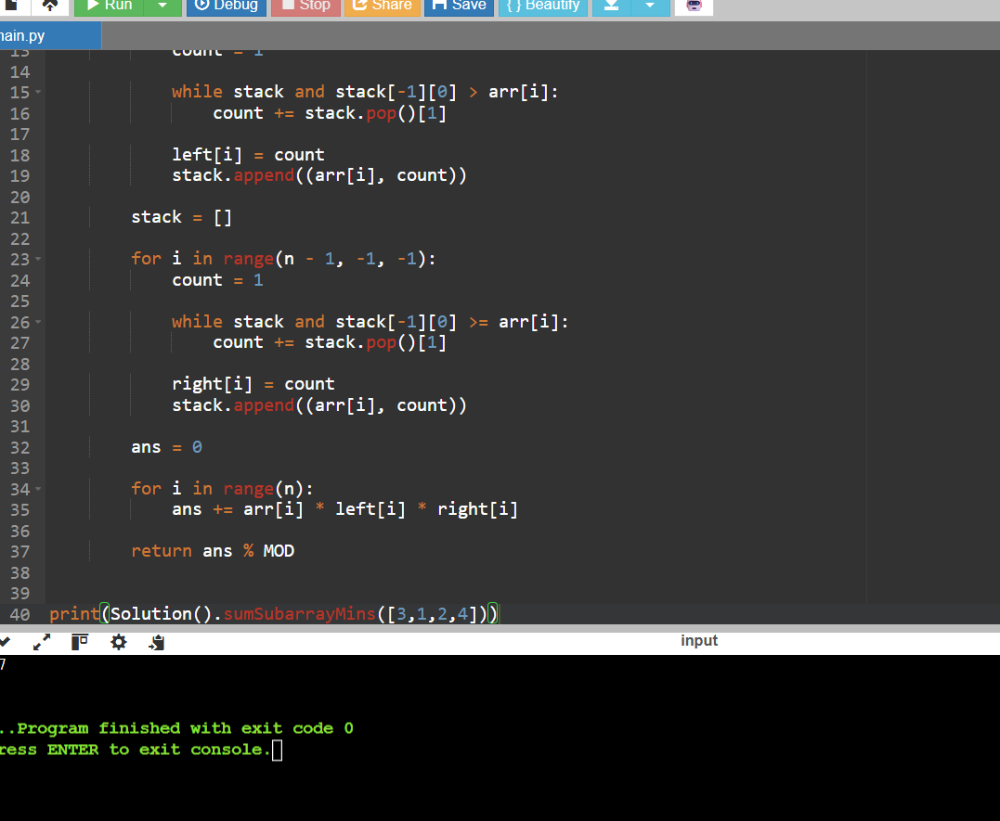 Run Debug Stop Share Save { } Beautify
main.py
13 count = 1
14
15 while stack and stack[-1][0] > arr[i]:
16 count += stack.pop()[1]
17
18 left[i] = count
19 stack.append((arr[i], count))
20
21 stack = []
22
23 for i in range(n - 1, -1, -1):
24 count = 1
25
26 while stack and stack[-1][0] >= arr[i]:
27 count += stack.pop()[1]
28
29 right[i] = count
30 stack.append((arr[i], count))
31
32 ans = 0
33
34 for i in range(n):
35 ans += arr[i] * left[i] * right[i]
36
37 return ans % MOD
38
39
40 print(Solution().sumSubarrayMins([3,1,2,4]))
input
7
..Program finished with exit code 0
ress ENTER to exit console.